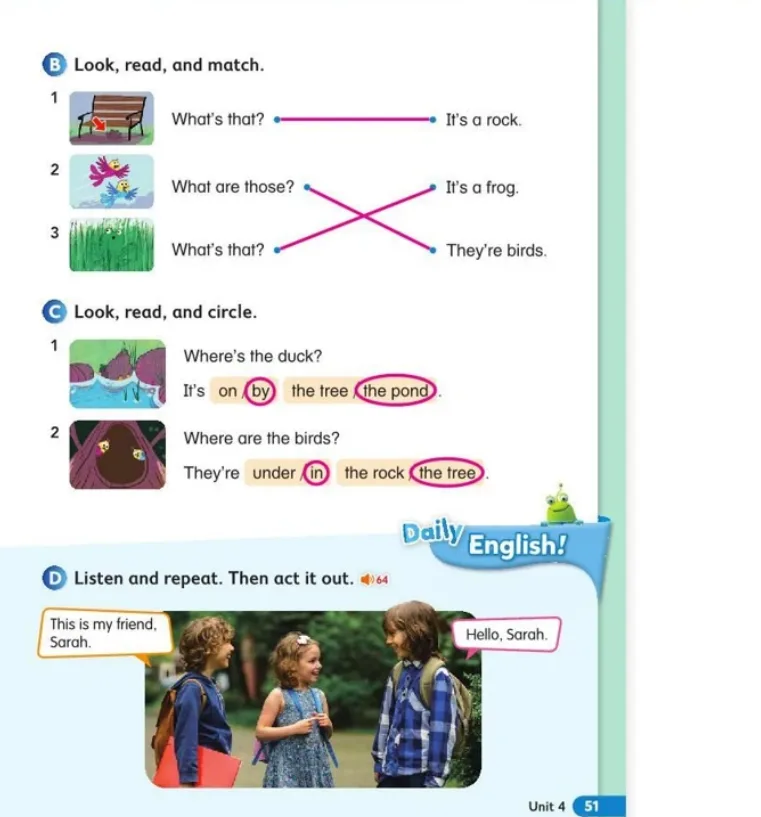 B Look, read, and match.
1 What's that? It's a rock.
2 What are those? It's a frog.
3 What's that? They're birds.
C Look, read, and circle.
1 Where's the duck?
It's on / by the tree / the pond.
2 Where are the birds?
They're under / in the rock / the tree.
Daily English!
D Listen and repeat. Then act it out. 64
This is my friend,
Sarah.
Hello, Sarah.
Unit 4 51